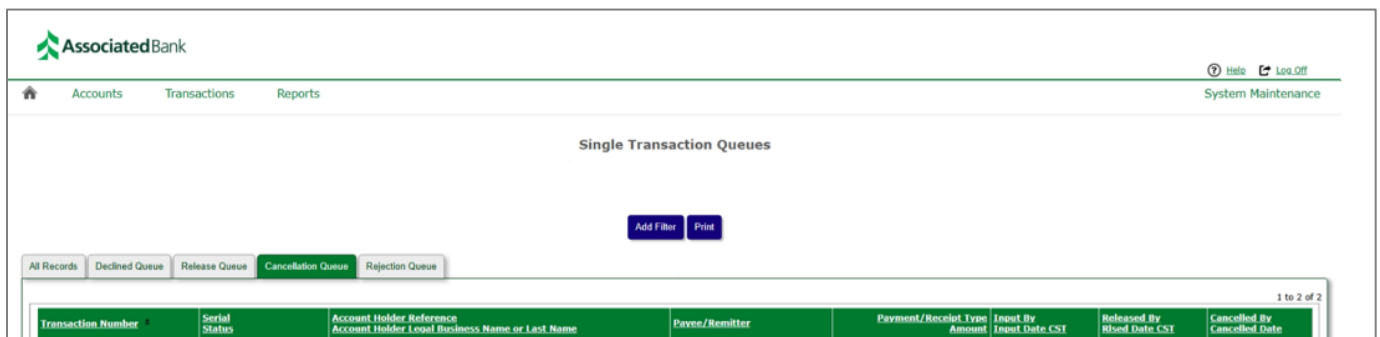 Associated Bank
Help Log Off
Accounts Transactions Reports System Maintenance
Single Transaction Queues
Add Filter Print
All Records Declined Queue Release Queue Cancellation Queue Rejection Queue
1 to 2 of 2
Transaction Number Serial Account Holder Reference Payee/Remitter Payment/Receipt Type Input By Released By Cancelled By
Status Account Holder Legal Business Name or Last Name Amount Input Date CST Rlsed Date CST Cancelled Date